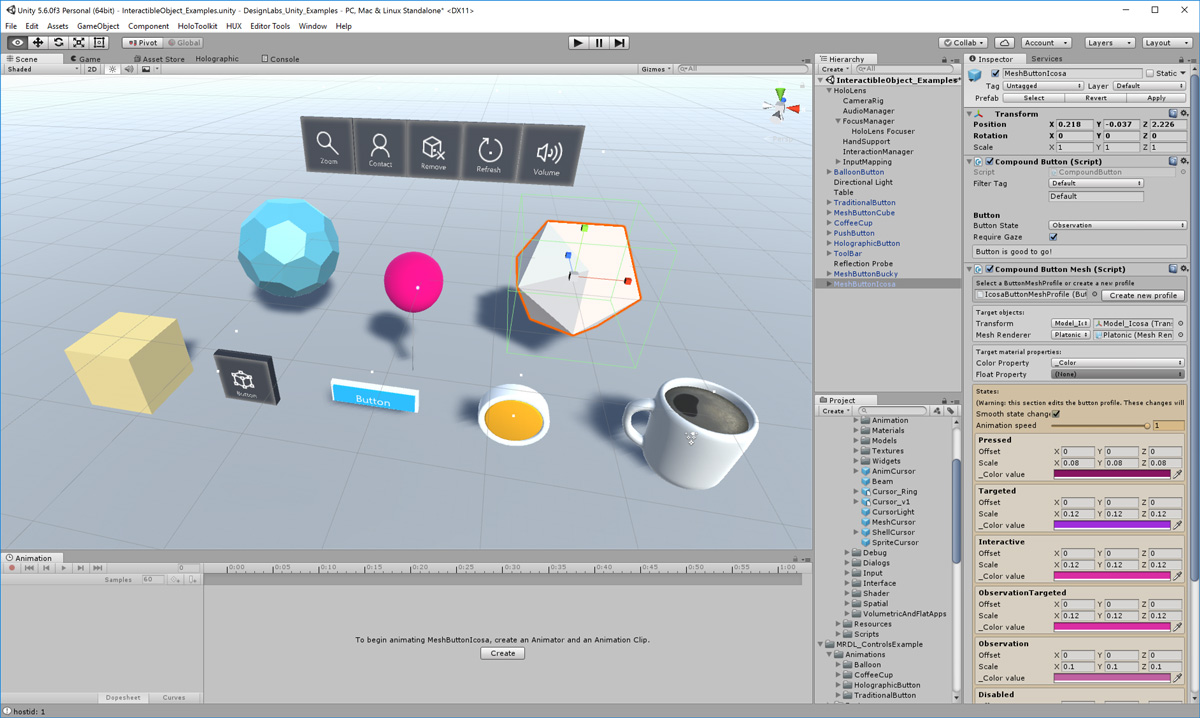 Unity 5.6.0f3 Personal (64bit) - InteractibleObject_Examples.unity - DesignLabs_Unity_Examples - PC, Mac & Linux Standalone* <DX11>
File Edit Assets GameObject Component HoloToolkit HUX Editor Tools Window Help
Pivot Global Collab Account Layers Layout
Scene Game Asset Store Holographic Console
Shaded 2D Gizmos All
Zoom
Contact
Remove
Refresh
Volume
Button
Button
Animation
Samples 60
0
0:00 0:05 0:10 0:15 0:20 0:25 0:30 0:35 0:40 0:45 0:50 0:55 1:00
To begin animating MeshButtonIcosa, create an Animator and an Animation Clip.
Create
Dopesheet Curves
hostid: 1
Hierarchy
Create All
InteractibleObject_Examples*
HoloLens
CameraRig
AudioManager
FocusManager
HoloLens Focuser
HandSupport
InteractionManager
InputMapping
BalloonButton
Directional Light
Table
TraditionalButton
MeshButtonCube
CoffeeCup
PushButton
HolographicButton
ToolBar
Reflection Probe
MeshButtonBucky
MeshButtonIcosa
Project
Create
Animation
Materials
Models
Textures
Widgets
AnimCursor
Beam
Cursor_Ring
Cursor_v1
CursorLight
MeshCursor
ShellCursor
SpriteCursor
Debug
Dialogs
Input
Interface
Shader
Spatial
VolumetricAndFlatApps
Resources
Scripts
MRDL_ControlsExample
Animations
Balloon
CoffeeCup
HolographicButton
TraditionalButton
Inspector Services
MeshButtonIcosa Static
Tag Untagged Layer Default
Prefab Select Revert Apply
Transform
Position X 0.218 Y -0.037 Z 2.226
Rotation X 0 Y 0 Z 0
Scale X 1 Y 1 Z 1
Compound Button (Script)
Script CompoundButton
Filter Tag Default
Default
Button
Button State Observation
Require Gaze
Button is good to go!
Compound Button Mesh (Script)
Select a ButtonMeshProfile or create a new profile
IcosaButtonMeshProfile (But Create new profile
Target objects:
Transform Model_Ic Model_Icosa (Trans
Mesh Renderer Platonic Platonic (Mesh Ren
Target material properties:
Color Property _Color
Float Property (None)
States:
(Warning: this section edits the button profile. These changes will
Smooth state change
Animation speed 1
Pressed
Offset X 0 Y 0 Z 0
Scale X 0.08 Y 0.08 Z 0.08
_Color value
Targeted
Offset X 0 Y 0 Z 0
Scale X 0.12 Y 0.12 Z 0.12
_Color value
Interactive
Offset X 0 Y 0 Z 0
Scale X 0.12 Y 0.12 Z 0.12
_Color value
ObservationTargeted
Offset X 0 Y 0 Z 0
Scale X 0.12 Y 0.12 Z 0.12
_Color value
Observation
Offset X 0 Y 0 Z 0
Scale X 0.1 Y 0.1 Z 0.1
_Color value
Disabled